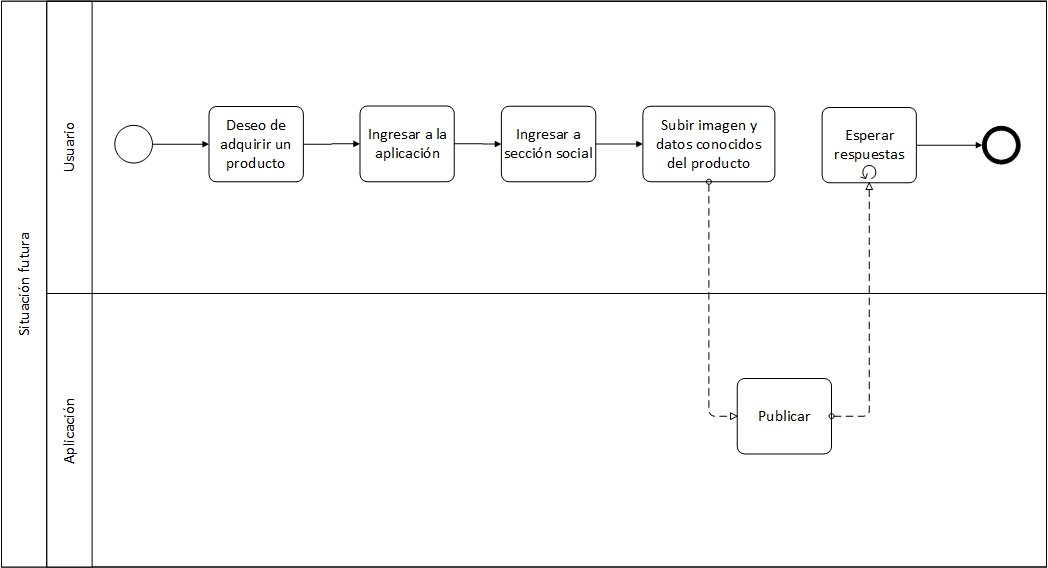 Situación futura
Usuario
Deseo de
adquirir un
producto
Ingresar a la
aplicación
Ingresar a
sección social
Subir imagen y
datos conocidos
del producto
Esperar
respuestas
Aplicación
Publicar